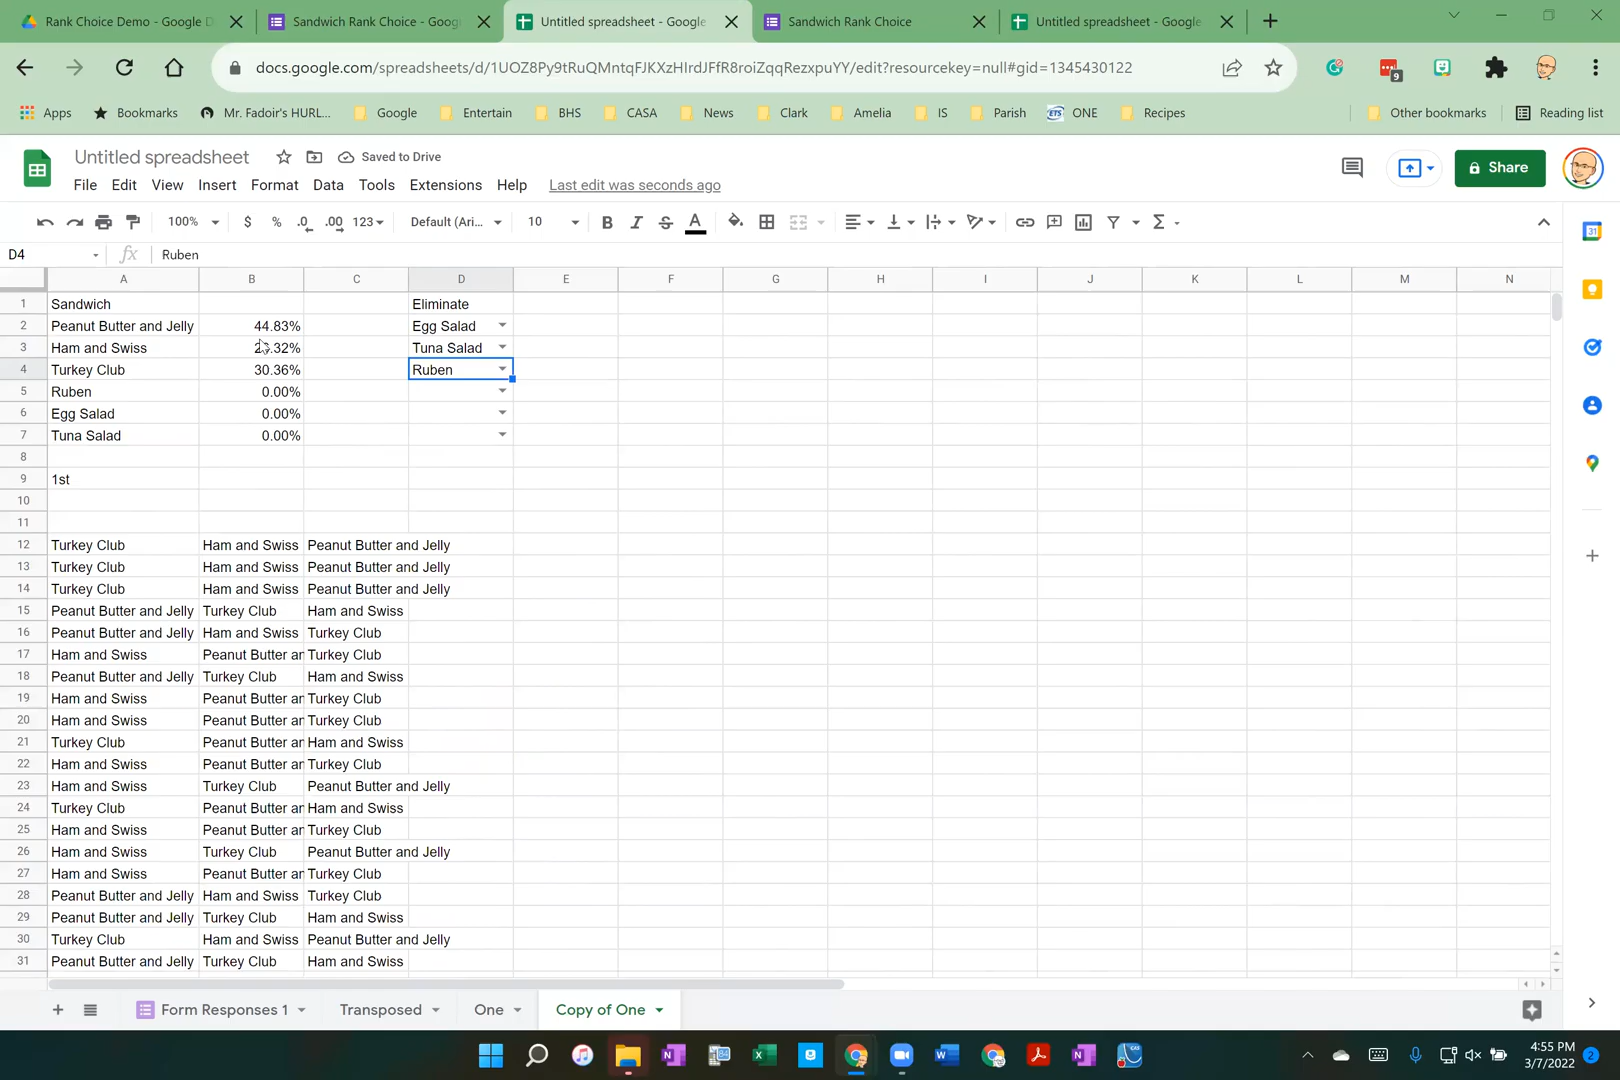 Rank Choice Demo - Google D
Sandwich Rank Choice - Goog
Untitled spreadsheet - Google
Sandwich Rank Choice
Untitled spreadsheet - Google
docs.google.com/spreadsheets/d/1UOZ8Py9tRuQMntqFJKXzHIrdJFfR8roiZqqRezxpuYY/edit?resourcekey=null#gid=1345430122
9
Apps
Bookmarks
Mr. Fadoir's HURL...
Google
Entertain
BHS
CASA
News
Clark
Amelia
IS
Parish
ETS ONE
Recipes
Other bookmarks
Reading list
Untitled spreadsheet
Saved to Drive
Share
File Edit View Insert Format Data Tools Extensions Help Last edit was seconds ago
100% $ % .0 .00 123 Default (Ari... 10 B I S A
D4 fx Ruben
31
A B C D E F G H I J K L M N
1 Sandwich Eliminate
2 Peanut Butter and Jelly 44.83% Egg Salad
3 Ham and Swiss Tuna Salad
4 Turkey Club 30.36% Ruben
5 Ruben 0.00%
6 Egg Salad 0.00%
7 Tuna Salad 0.00%
8
9 1st
10
11
12 Turkey Club Ham and Swiss Peanut Butter and Jelly
13 Turkey Club Ham and Swiss Peanut Butter and Jelly
14 Turkey Club Ham and Swiss Peanut Butter and Jelly
15 Peanut Butter and Jelly Turkey Club Ham and Swiss
16 Peanut Butter and Jelly Ham and Swiss Turkey Club
17 Ham and Swiss Peanut Butter an Turkey Club
18 Peanut Butter and Jelly Turkey Club Ham and Swiss
19 Ham and Swiss Peanut Butter an Turkey Club
20 Ham and Swiss Peanut Butter an Turkey Club
21 Turkey Club Peanut Butter an Ham and Swiss
22 Ham and Swiss Peanut Butter an Turkey Club
23 Ham and Swiss Turkey Club Peanut Butter and Jelly
24 Turkey Club Peanut Butter an Ham and Swiss
25 Ham and Swiss Peanut Butter an Turkey Club
26 Ham and Swiss Turkey Club Peanut Butter and Jelly
27 Ham and Swiss Peanut Butter an Turkey Club
28 Peanut Butter and Jelly Ham and Swiss Turkey Club
29 Peanut Butter and Jelly Turkey Club Ham and Swiss
30 Turkey Club Ham and Swiss Peanut Butter and Jelly
31 Peanut Butter and Jelly Turkey Club Ham and Swiss
Form Responses 1
Transposed
One
Copy of One
4:55 PM
3/7/2022
2